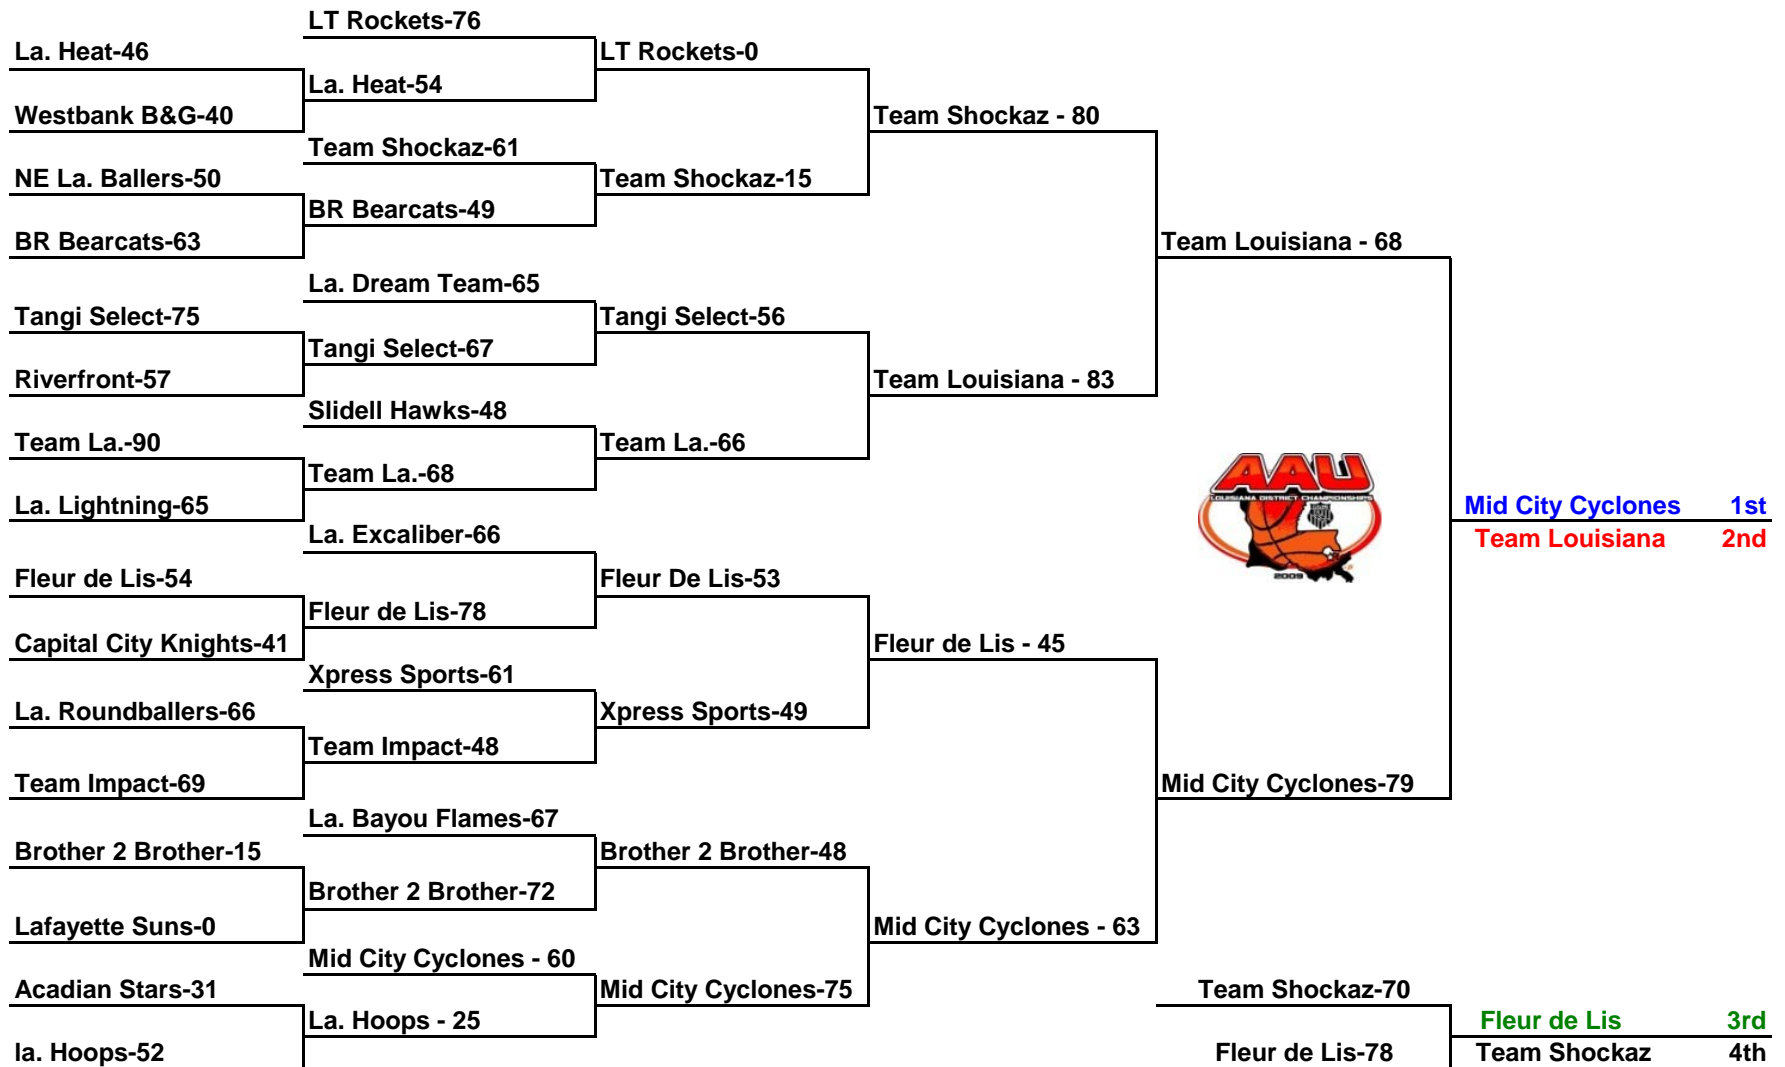 LT Rockets-76
La. Heat-46
LT Rockets-0
La. Heat-54
Westbank B&G-40
Team Shockaz - 80
Team Shockaz-61
NE La. Ballers-50
Team Shockaz-15
BR Bearcats-49
BR Bearcats-63
Team Louisiana - 68
La. Dream Team-65
Tangi Select-75
Tangi Select-56
Tangi Select-67
Riverfront-57
Team Louisiana - 83
Slidell Hawks-48
Team La.-90
Team La.-66
Team La.-68
AAU
LOUISIANA DISTRICT CHAMPIONSHIPS
2009
La. Lightning-65
Mid City Cyclones 1st
La. Excaliber-66
Team Louisiana 2nd
Fleur de Lis-54
Fleur De Lis-53
Fleur de Lis-78
Capital City Knights-41
Fleur de Lis - 45
Xpress Sports-61
La. Roundballers-66
Xpress Sports-49
Team Impact-48
Team Impact-69
Mid City Cyclones-79
La. Bayou Flames-67
Brother 2 Brother-15
Brother 2 Brother-48
Brother 2 Brother-72
Lafayette Suns-0
Mid City Cyclones - 63
Mid City Cyclones - 60
Acadian Stars-31
Mid City Cyclones-75
Team Shockaz-70
La. Hoops - 25
Fleur de Lis 3rd
la. Hoops-52
Fleur de Lis-78
Team Shockaz 4th